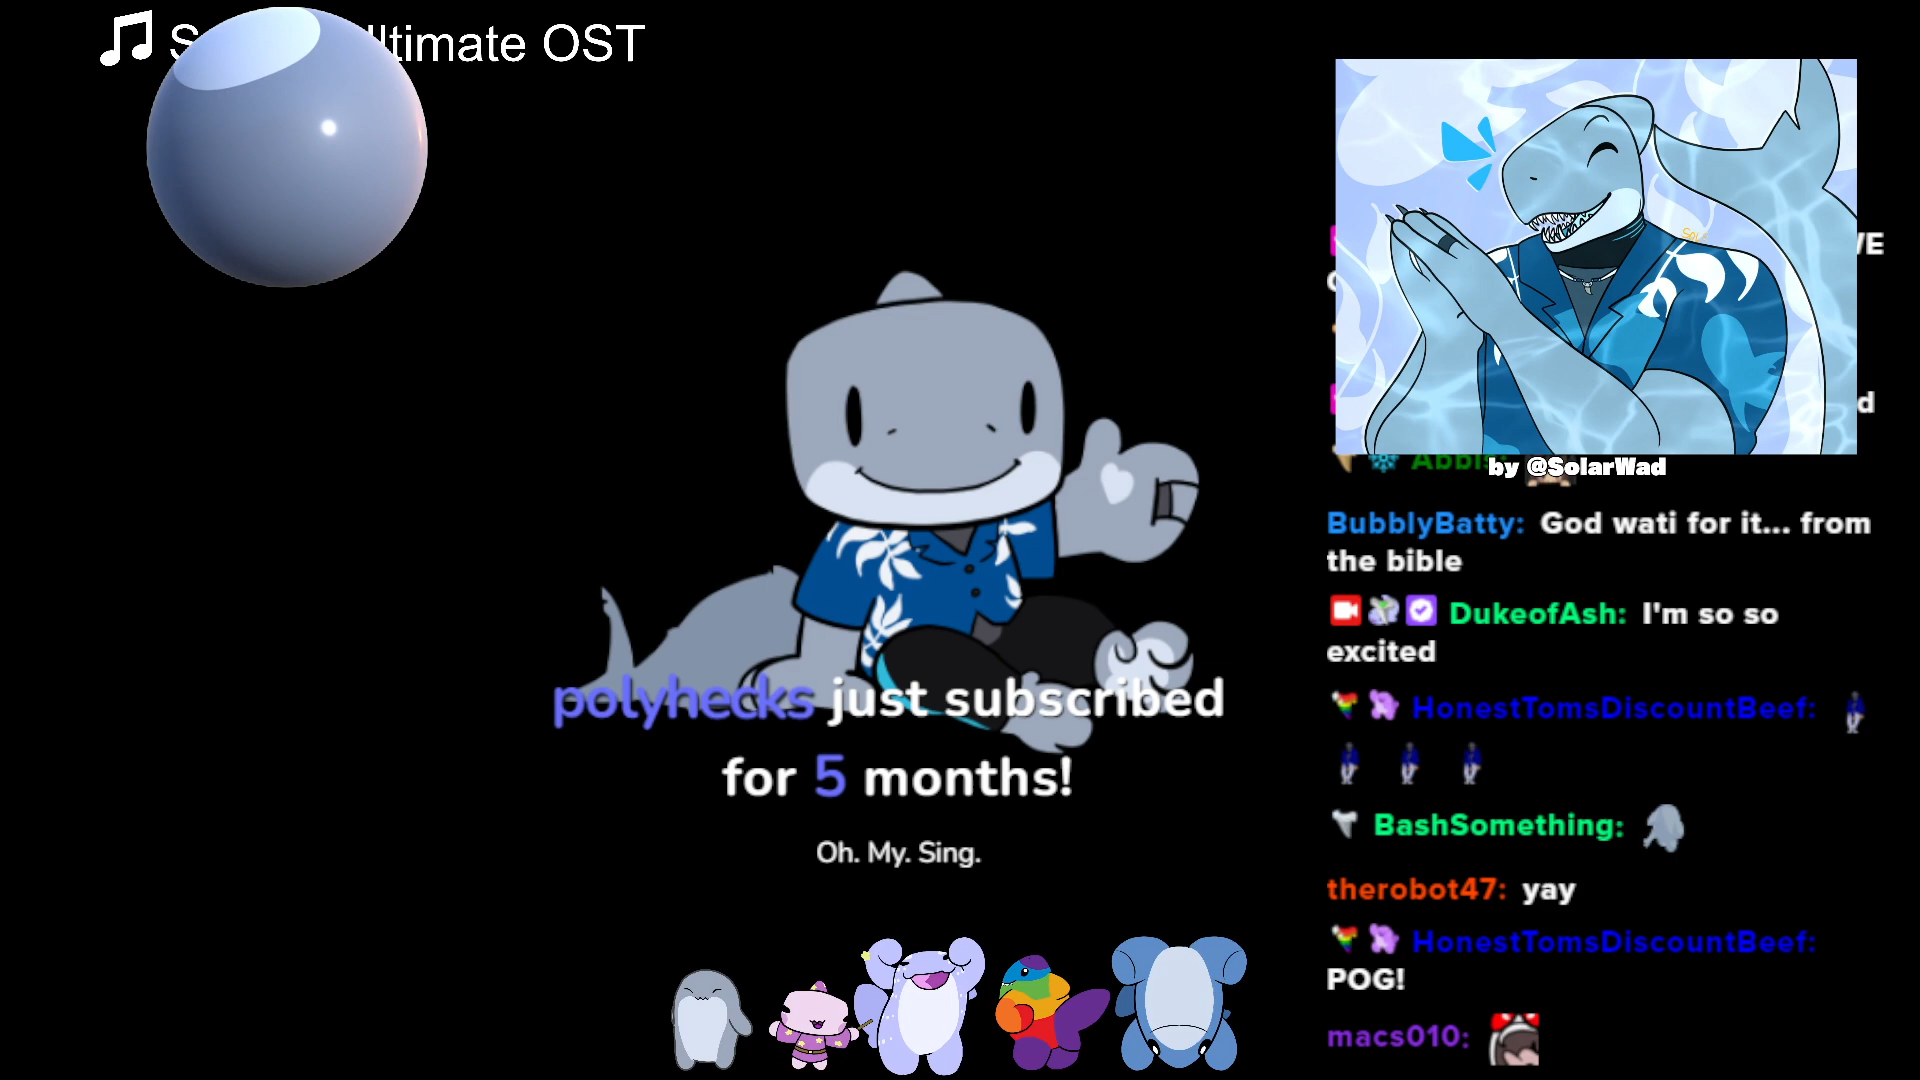 ltimate OST
by @SolarWad
BubblyBatty: God wati for it... from
the bible
DukeofAsh: I'm so so
excited
HonestTomsDiscountBeef:
BashSomething:
therobot47: yay
HonestTomsDiscountBeef:
POG!
macs010:
polyhecks just subscribed
for 5 months!
Oh. My. Sing.